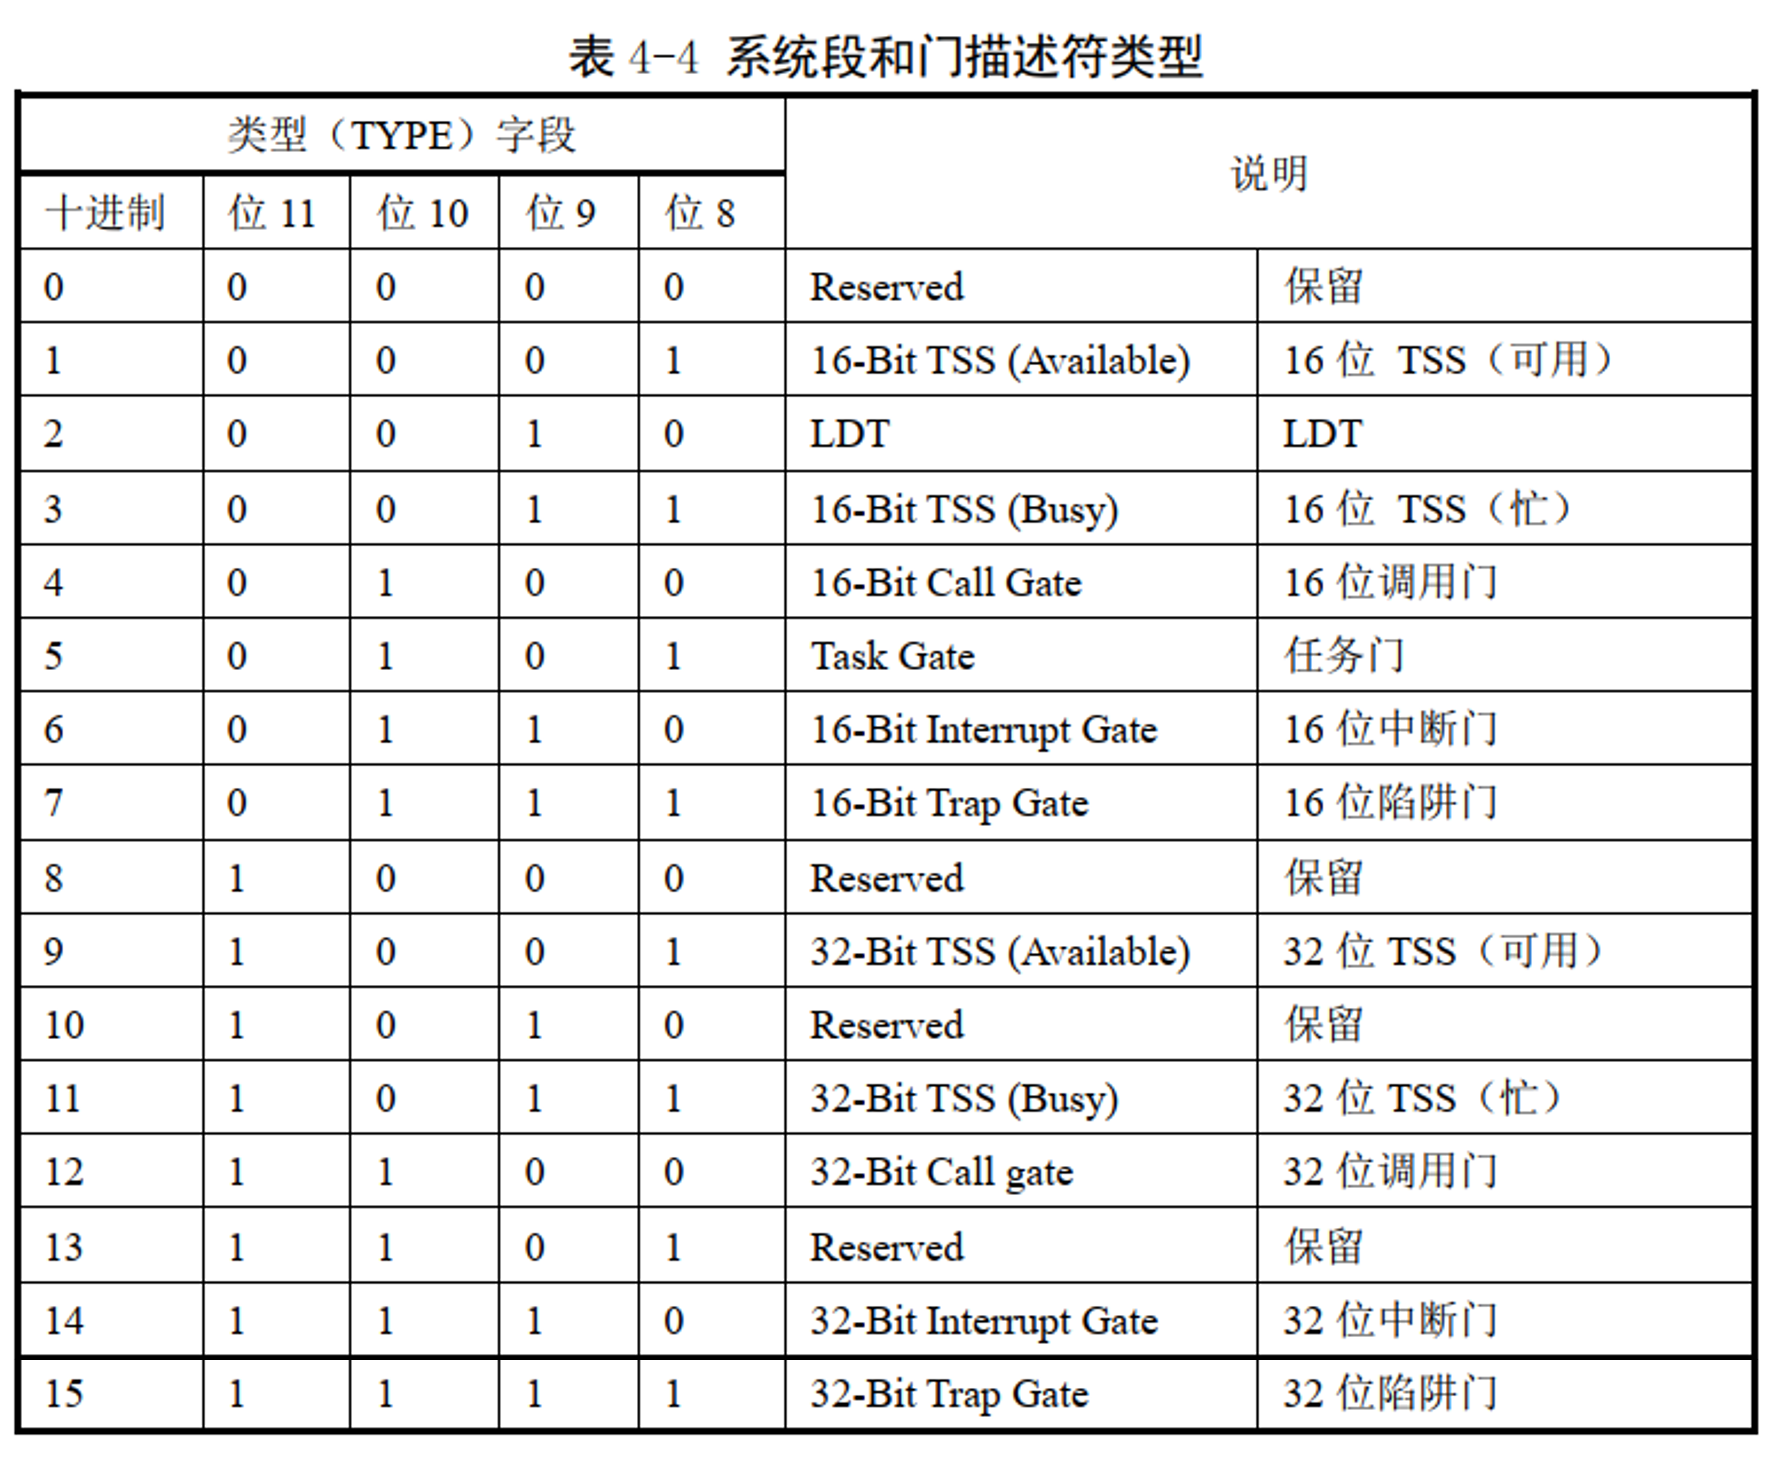 表 4-4 系统段和门描述符类型
类型（TYPE）字段 说明
十进制 位 11 位 10 位 9 位 8
0 0 0 0 0 Reserved 保留
1 0 0 0 1 16-Bit TSS (Available) 16 位 TSS（可用）
2 0 0 1 0 LDT LDT
3 0 0 1 1 16-Bit TSS (Busy) 16 位 TSS（忙）
4 0 1 0 0 16-Bit Call Gate 16 位调用门
5 0 1 0 1 Task Gate 任务门
6 0 1 1 0 16-Bit Interrupt Gate 16 位中断门
7 0 1 1 1 16-Bit Trap Gate 16 位陷阱门
8 1 0 0 0 Reserved 保留
9 1 0 0 1 32-Bit TSS (Available) 32 位 TSS（可用）
10 1 0 1 0 Reserved 保留
11 1 0 1 1 32-Bit TSS (Busy) 32 位 TSS（忙）
12 1 1 0 0 32-Bit Call gate 32 位调用门
13 1 1 0 1 Reserved 保留
14 1 1 1 0 32-Bit Interrupt Gate 32 位中断门
15 1 1 1 1 32-Bit Trap Gate 32 位陷阱门